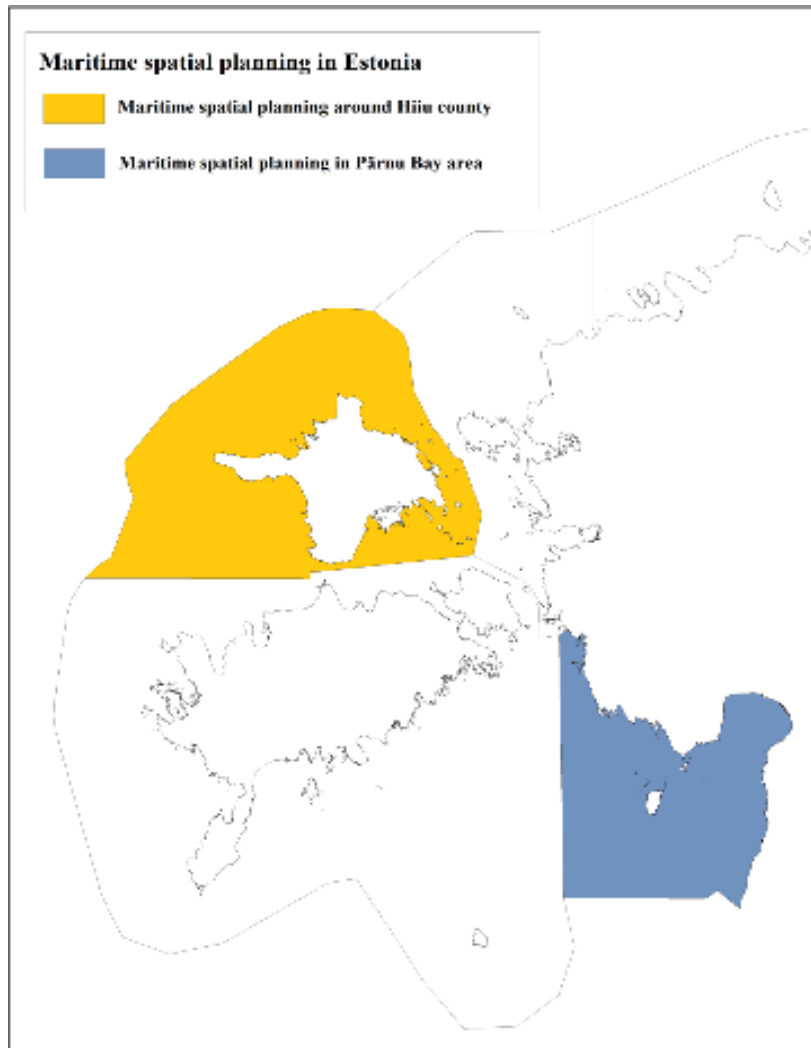 Maritime spatial planning in Estonia
Maritime spatial planning around Hiiu county
Maritime spatial planning in Pärnu Bay area